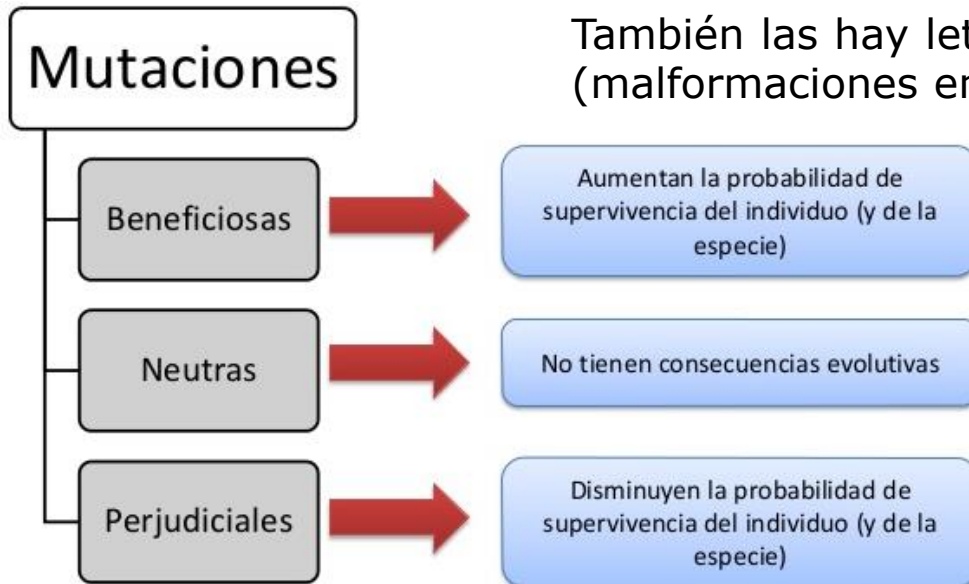 Mutaciones
También las hay
(malformaciones
Beneficiosas
Aumentan la probabilidad de
supervivencia del individuo (y de la
especie)
Neutras
No tienen consecuencias evolutivas
Perjudiciales
Disminuyen la probabilidad de
supervivencia del individuo (y de la
especie)